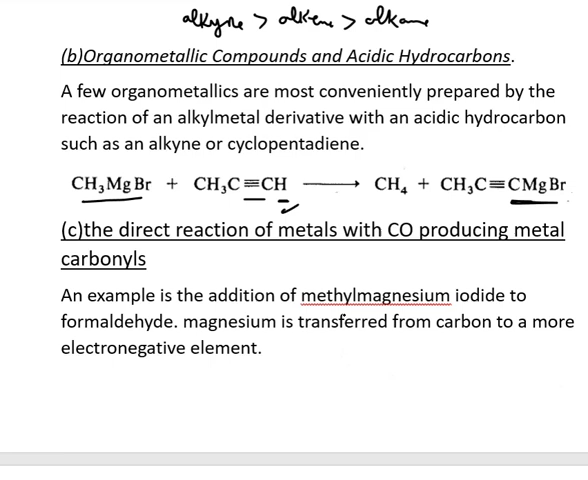 alkyne > alkene > alkane
(b)Organometallic Compounds and Acidic Hydrocarbons.
A few organometallics are most conveniently prepared by the
reaction of an alkylmetal derivative with an acidic hydrocarbon
such as an alkyne or cyclopentadiene.
CH₃MgBr + CH₃C≡CH ⟶ CH₄ + CH₃C≡CMgBr
(c)the direct reaction of metals with CO producing metal
carbonyls
An example is the addition of methylmagnesium iodide to
formaldehyde. magnesium is transferred from carbon to a more
electronegative element.